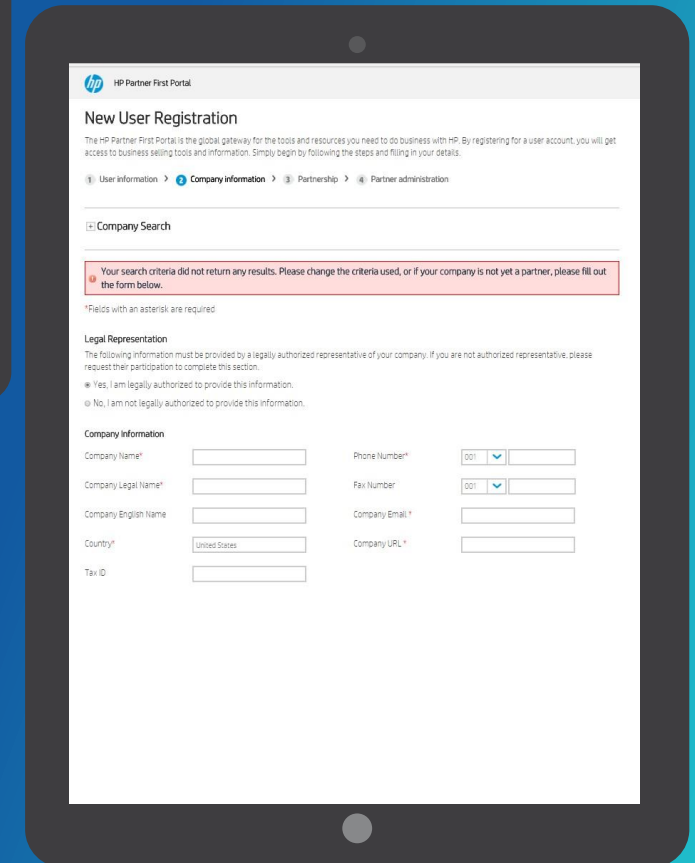 hp HP Partner First Portal
New User Registration
The HP Partner First Portal is the global gateway for the tools and resources you need to do business with HP. By registering for a user account, you will get
access to business selling tools and information. Simply begin by following the steps and filling in your details.
1 User information > 2 Company information > 3 Partnership > 4 Partner administration
+ Company Search
! Your search criteria did not return any results. Please change the criteria used, or if your company is not yet a partner, please fill out
the form below.
*Fields with an asterisk are required
Legal Representation
The following information must be provided by a legally authorized representative of your company. If you are not authorized representative, please
request their participation to complete this section.
Yes, I am legally authorized to provide this information.
No, I am not legally authorized to provide this information.
Company Information
Company Name* Phone Number* 001
Company Legal Name* Fax Number 001
Company English Name Company Email *
Country* United States Company URL *
Tax ID